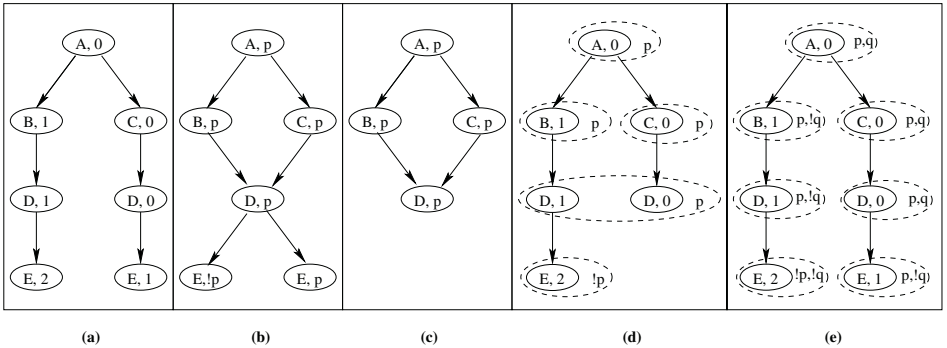 A, 0
B, 1
C, 0
D, 1
D, 0
E, 2
E, 1
(a)
A, p
B, p
C, p
D, p
E,!p
E, p
(b)
A, p
B, p
C, p
D, p
(c)
A, 0 p
B, 1 p
C, 0 p
D, 1
D, 0 p
E, 2 !p
(d)
A, 0 p,q
B, 1 p,!q
C, 0 p,q
D, 1 p,!q
D, 0 p,q
E, 2 !p,!q
E, 1 p,!q
(e)